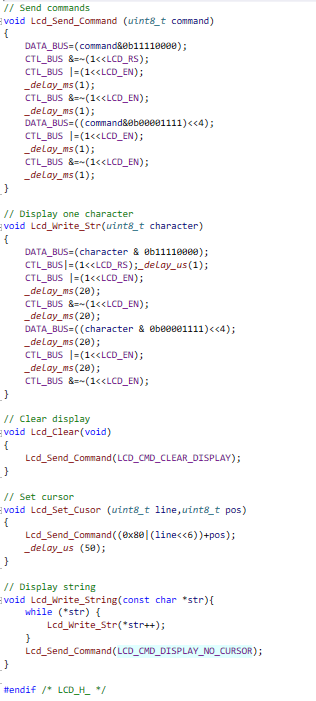 // Send commands
void Lcd_Send_Command (uint8_t command)
{
DATA_BUS=(command&0b11110000);
CTL_BUS &=~(1<<LCD_RS);
CTL_BUS |=(1<<LCD_EN);
_delay_ms(1);
CTL_BUS &=~(1<<LCD_EN);
_delay_ms(1);
DATA_BUS=((command&0b00001111)<<4);
CTL_BUS |=(1<<LCD_EN);
_delay_ms(1);
CTL_BUS &=~(1<<LCD_EN);
_delay_ms(1);
}
// Display one character
void Lcd_Write_Str(uint8_t character)
{
DATA_BUS=(character & 0b11110000);
CTL_BUS|=(1<<LCD_RS);_delay_us(1);
CTL_BUS |=(1<<LCD_EN);
_delay_ms(20);
CTL_BUS &=~(1<<LCD_EN);
_delay_ms(20);
DATA_BUS=((character & 0b00001111)<<4);
_delay_ms(20);
CTL_BUS |=(1<<LCD_EN);
_delay_ms(20);
CTL_BUS &=~(1<<LCD_EN);
}
// Clear display
void Lcd_Clear(void)
{
Lcd_Send_Command(LCD_CMD_CLEAR_DISPLAY);
}
// Set cursor
void Lcd_Set_Cusor (uint8_t line,uint8_t pos)
{
Lcd_Send_Command((0x80|(line<<6))+pos);
_delay_us (50);
}
// Display string
void Lcd_Write_String(const char *str){
while (*str) {
Lcd_Write_Str(*str++);
}
Lcd_Send_Command(LCD_CMD_DISPLAY_NO_CURSOR);
}
#endif /* LCD_H_ */